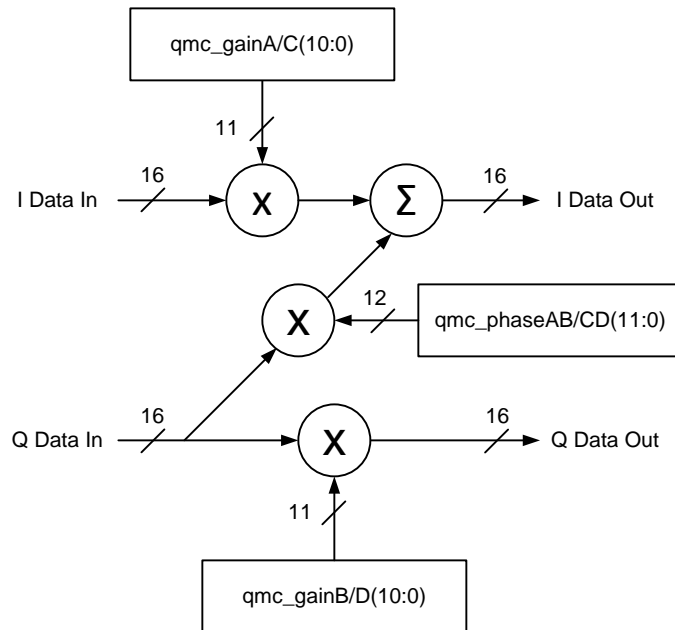 qmc_gainA/C(10:0)
11
I Data In
16
X
Σ
16
I Data Out
X
12
qmc_phaseAB/CD(11:0)
Q Data In
16
X
16
Q Data Out
11
qmc_gainB/D(10:0)